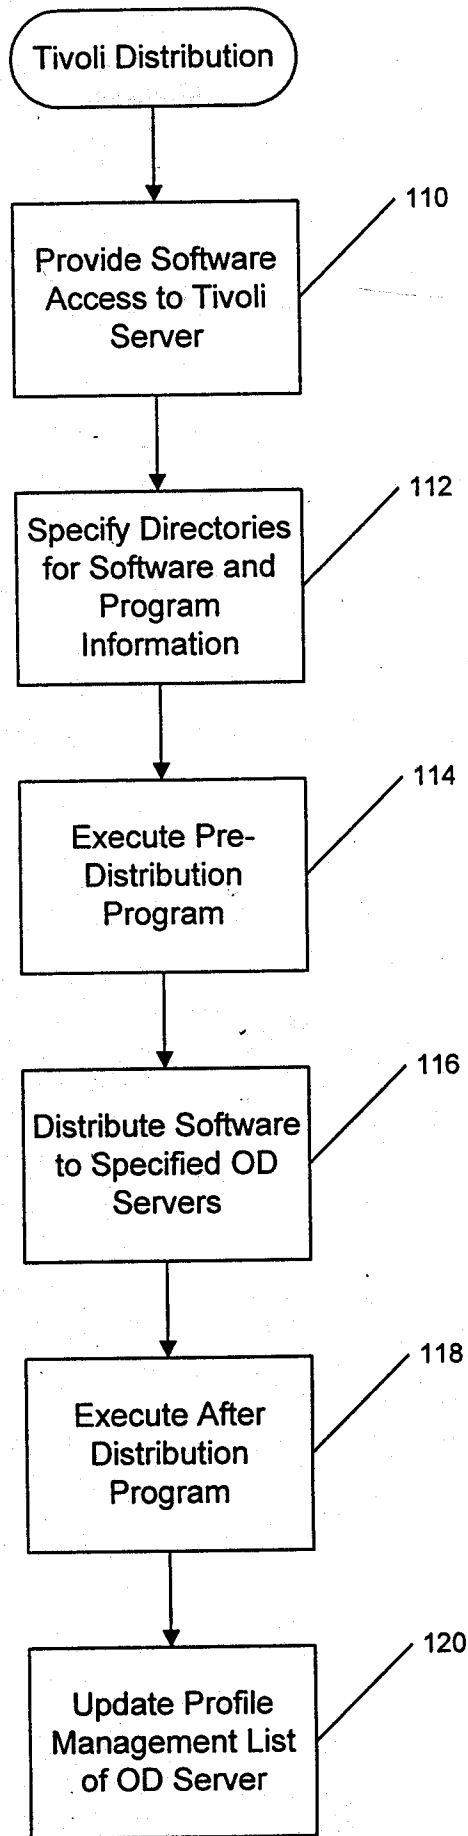 Tivoli Distribution
110
Provide Software
Access to Tivoli
Server
112
Specify Directories
for Software and
Program
Information
114
Execute Pre-
Distribution
Program
116
Distribute Software
to Specified OD
Servers
118
Execute After
Distribution
Program
120
Update Profile
Management List
of OD Server